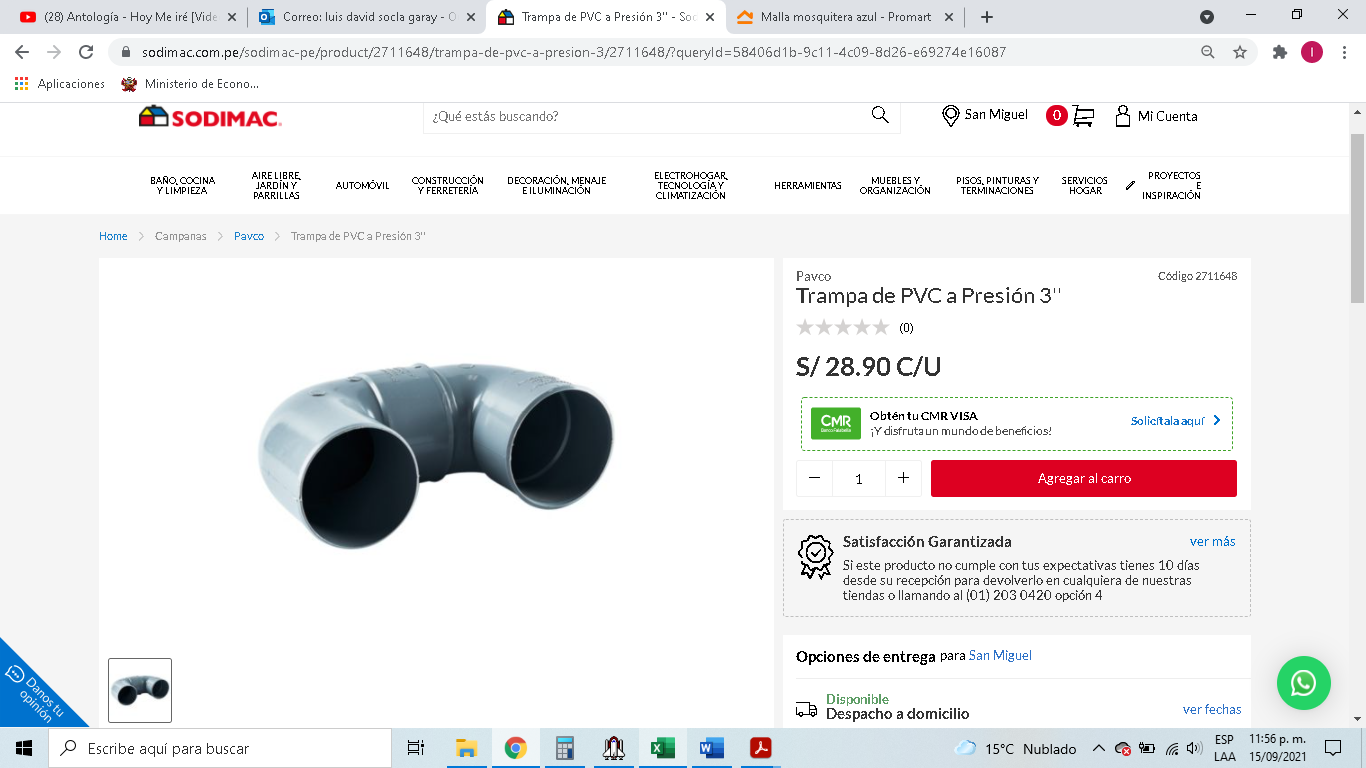 (28) Antología - Hoy Me iré [Vide
Correo: luis david socla garay - O
Trampa de PVC a Presión 3'' - Soc
Malla mosquitera azul - Promart
sodimac.com.pe/sodimac-pe/product/2711648/trampa-de-pvc-a-presion-3/2711648/?queryId=58406d1b-9c11-4c09-8d26-e69274e16087
I
Aplicaciones
Ministerio de Econo...
SODIMAC
¿Qué estás buscando?
San Miguel
0
Mi Cuenta
BAÑO, COCINA
Y LIMPIEZA
AIRE LIBRE,
JARDÍN Y
PARRILLAS
AUTOMÓVIL
CONSTRUCCIÓN
Y FERRETERÍA
DECORACIÓN, MENAJE
E ILUMINACIÓN
ELECTROHOGAR,
TECNOLOGÍA Y
CLIMATIZACIÓN
HERRAMIENTAS
MUEBLES Y
ORGANIZACIÓN
PISOS, PINTURAS Y
TERMINACIONES
SERVICIOS
HOGAR
PROYECTOS
E
INSPIRACIÓN
Home > Campanas > Pavco > Trampa de PVC a Presión 3''
Pavco
Código 2711648
Trampa de PVC a Presión 3''
(0)
S/ 28.90 C/U
CMR
Banco Falabella
Obtén tu CMR VISA
¡Y disfruta un mundo de beneficios!
Solicítala aquí
1
Agregar al carro
Satisfacción Garantizada
ver más
Si este producto no cumple con tus expectativas tienes 10 días
desde su recepción para devolverlo en cualquiera de nuestras
tiendas o llamando al (01) 203 0420 opción 4
Opciones de entrega para San Miguel
Disponible
Despacho a domicilio
ver fechas
Danos tu
opinión
Escribe aquí para buscar
15°C Nublado
ESP
LAA
11:56 p. m.
15/09/2021